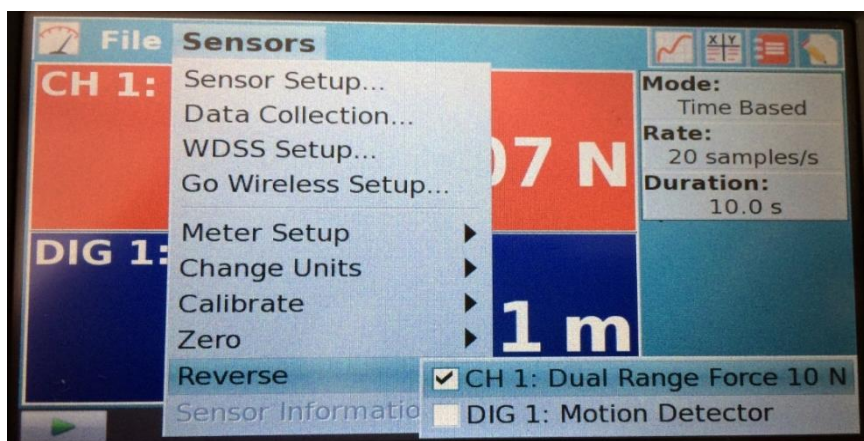 File Sensors
CH 1:
07 N
DIG 1:
1 m
Sensor Setup...
Data Collection...
WDSS Setup...
Go Wireless Setup...
Meter Setup
Change Units
Calibrate
Zero
Reverse
Sensor Informatio
CH 1: Dual Range Force 10 N
DIG 1: Motion Detector
X Y
Mode:
Time Based
Rate:
20 samples/s
Duration:
10.0 s